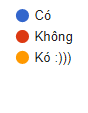 Có
Không
Kó :)))